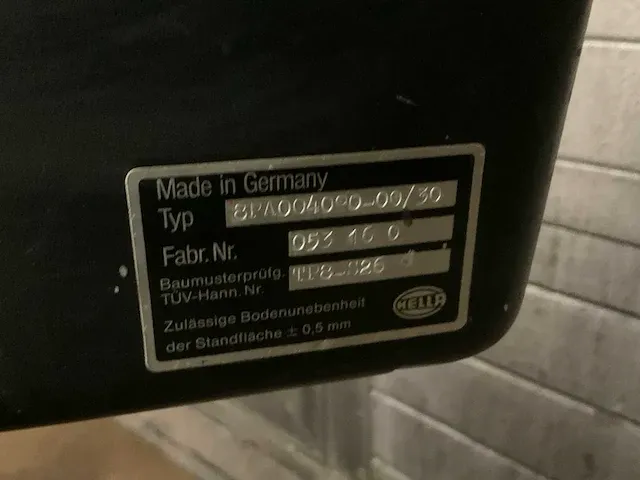 Made in Germany
Typ 8PA004090-00/30
Fabr. Nr. 053 16 0
Baumusterprüfg.
TÜV-Hann. Nr. TP8-826
Zulässige Bodenunebenheit
der Standfläche ± 0,5 mm
HELLA